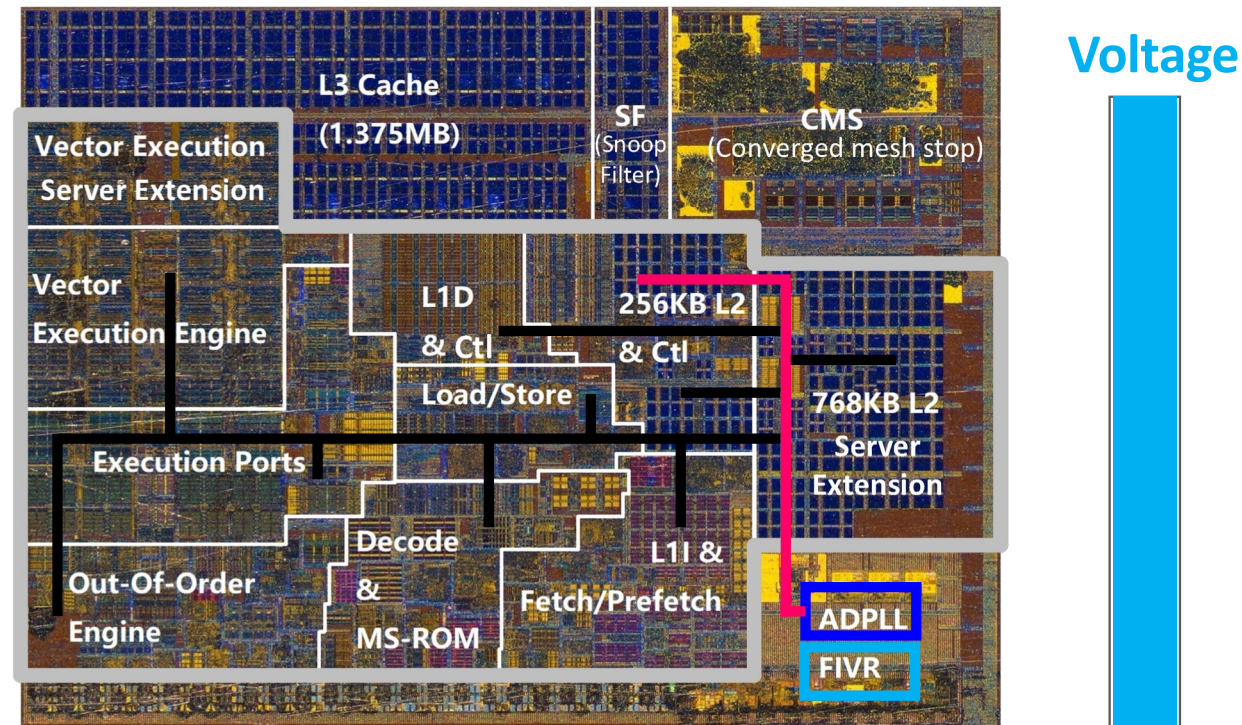 Voltage
L3 Cache
(1.375MB)
SF
(Snoop
Filter)
CMS
(Converged mesh stop)
Vector Execution
Server Extension
Vector
Execution Engine
L1D
& Ctl
256KB L2
& Ctl
Load/Store
768KB L2
Server
Extension
Execution Ports
Decode
&
MS-ROM
L1I &
Fetch/Prefetch
Out-Of-Order
Engine
ADPLL
FIVR